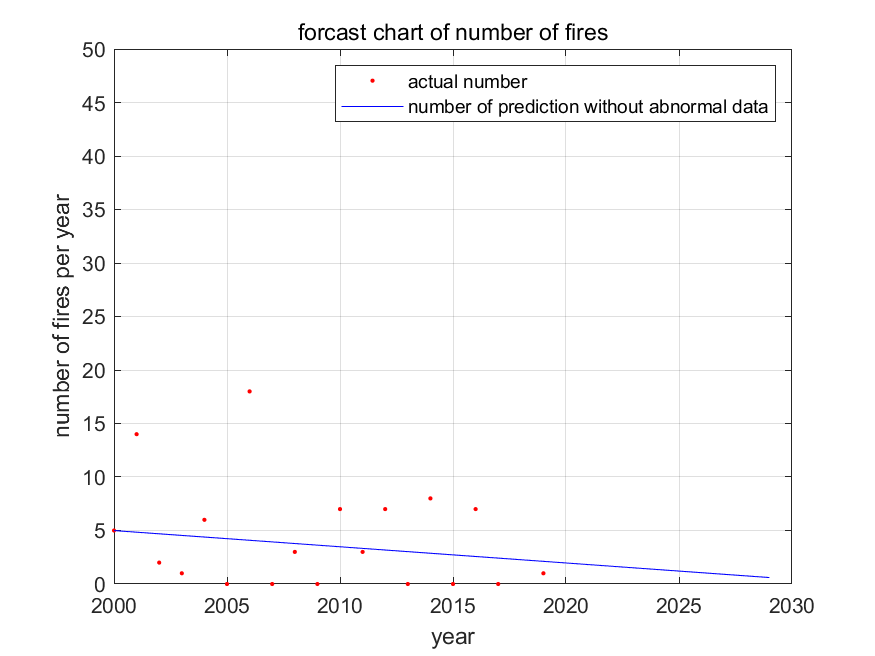 forcast chart of number of fires
50
45
40
35
30
25
20
15
10
5
0
actual number
number of prediction without abnormal data
number of fires per year
2000 2005 2010 2015 2020 2025 2030
year